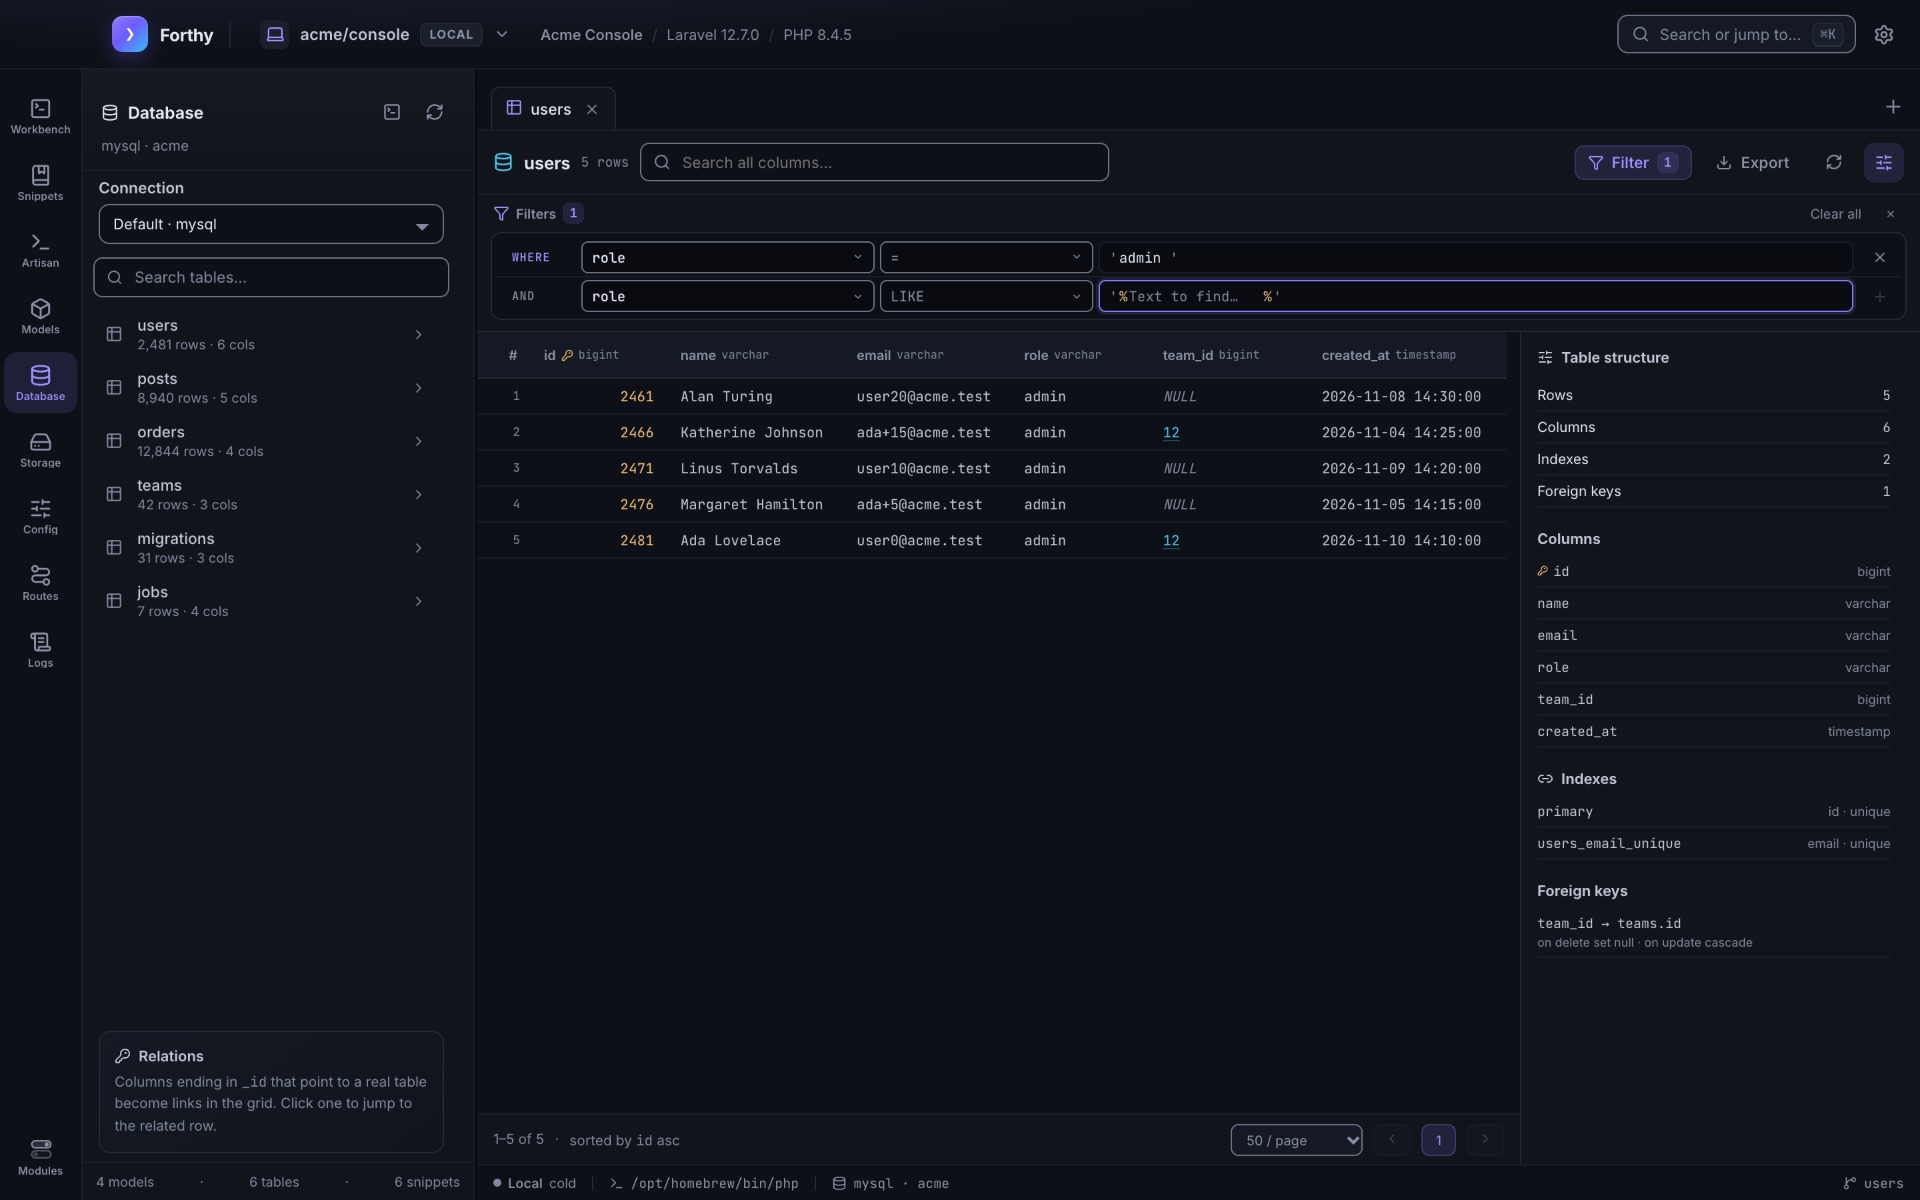 Forthy
acme/console LOCAL
Acme Console / Laravel 12.7.0 / PHP 8.4.5
Search or jump to... ⌘K
Workbench
Snippets
Artisan
Models
Database
Storage
Config
Routes
Logs
Modules
Database
mysql · acme
Connection
Default · mysql
Search tables...
users
2,481 rows · 6 cols
posts
8,940 rows · 5 cols
orders
12,844 rows · 4 cols
teams
42 rows · 3 cols
migrations
31 rows · 3 cols
jobs
7 rows · 4 cols
Relations
Columns ending in _id that point to a real table
become links in the grid. Click one to jump to
the related row.
4 models · 6 tables · 6 snippets
users
users 5 rows Search all columns... Filter 1 Export
Filters 1 Clear all
WHERE role = 'admin '
AND role LIKE '%Text to find… %'
# id bigint name varchar email varchar role varchar team_id bigint created_at timestamp
1 2461 Alan Turing user20@acme.test admin NULL 2026-11-08 14:30:00
2 2466 Katherine Johnson ada+15@acme.test admin 12 2026-11-04 14:25:00
3 2471 Linus Torvalds user10@acme.test admin NULL 2026-11-09 14:20:00
4 2476 Margaret Hamilton ada+5@acme.test admin NULL 2026-11-05 14:15:00
5 2481 Ada Lovelace user0@acme.test admin 12 2026-11-10 14:10:00
1–5 of 5 · sorted by id asc 50 / page 1
Table structure
Rows 5
Columns 6
Indexes 2
Foreign keys 1
Columns
id bigint
name varchar
email varchar
role varchar
team_id bigint
created_at timestamp
Indexes
primary id · unique
users_email_unique email · unique
Foreign keys
team_id → teams.id
on delete set null · on update cascade
Local cold /opt/homebrew/bin/php mysql · acme users